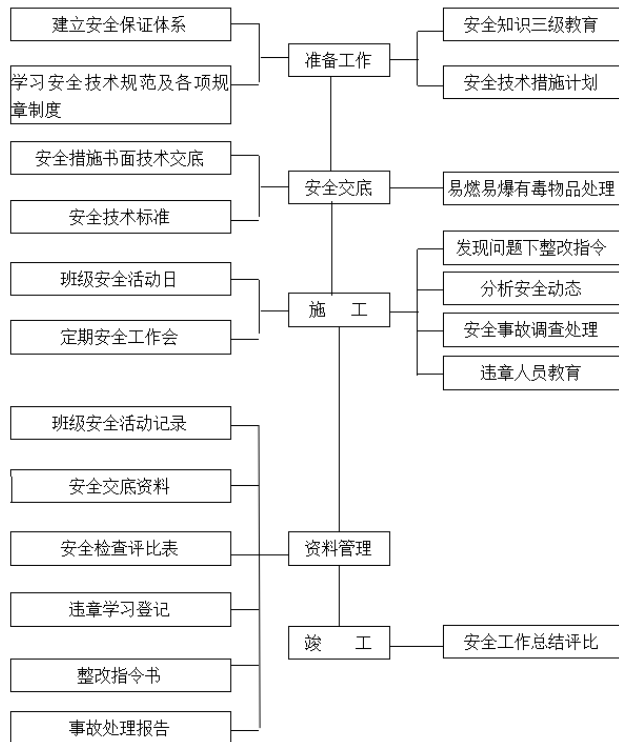 建立安全保证体系
安全知识三级教育
准备工作
学习安全技术规范及各项规
章制度
安全技术措施计划
安全措施书面技术交底
安全交底
易燃易爆有毒物品处理
安全技术标准
发现问题下整改指令
班级安全活动日
分析安全动态
施 工
定期安全工作会
安全事故调查处理
违章人员教育
班级安全活动记录
安全交底资料
安全检查评比表
资料管理
违章学习登记
竣 工
安全工作总结评比
整改指令书
事故处理报告